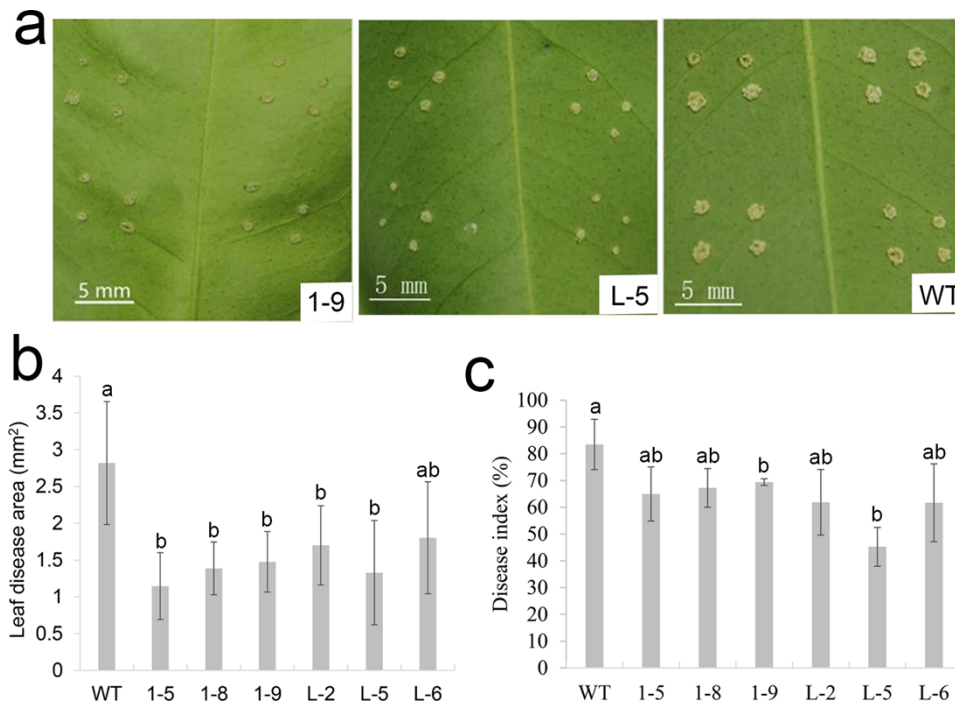 a
5 mm
1-9
5 mm
L-5
5 mm
WT
b
Leaf disease area (mm²)
4
3.5
3
2.5
2
1.5
1
0.5
0
a
b
b
b
b
b
ab
WT 1-5 1-8 1-9 L-2 L-5 L-6
c
Disease index (%)
100
90
80
70
60
50
40
30
20
10
0
a
ab
ab
b
ab
b
ab
WT 1-5 1-8 1-9 L-2 L-5 L-6